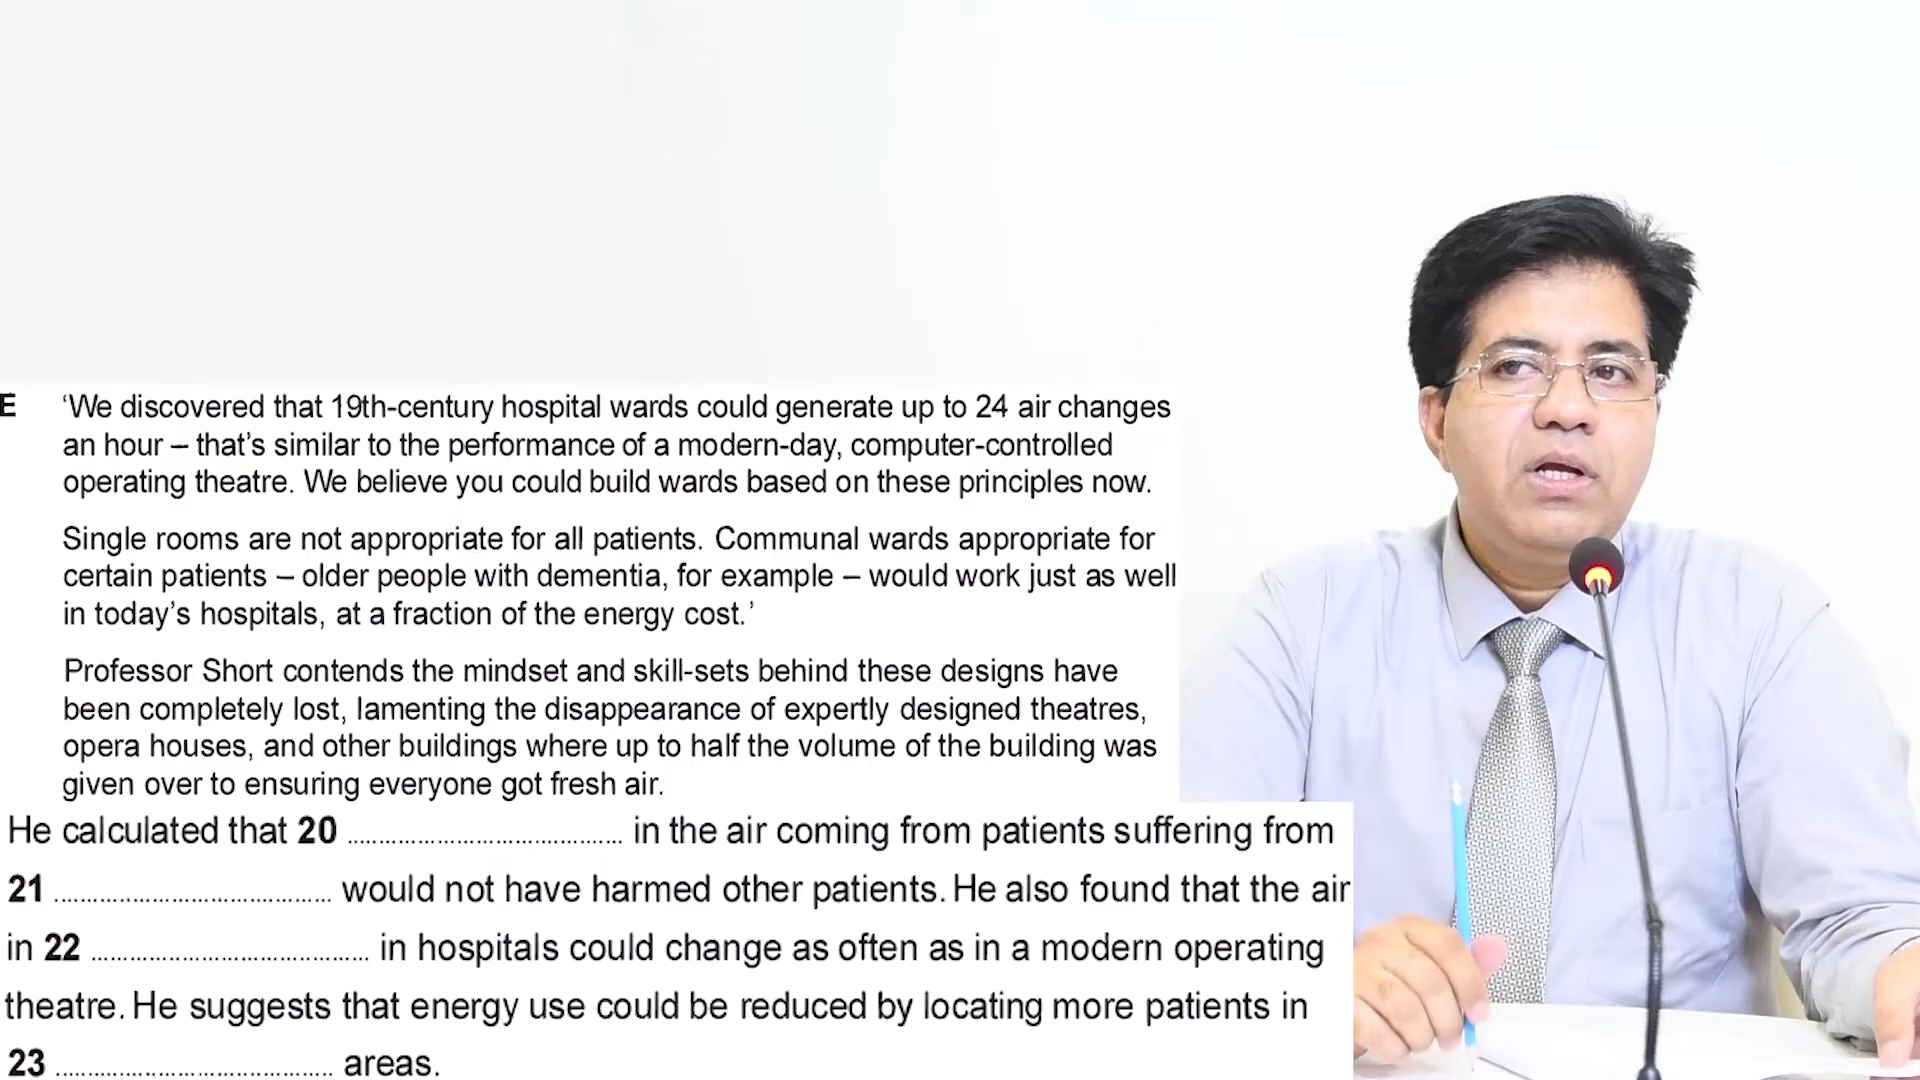 E ‘We discovered that 19th-century hospital wards could generate up to 24 air changes
an hour – that’s similar to the performance of a modern-day, computer-controlled
operating theatre. We believe you could build wards based on these principles now.
Single rooms are not appropriate for all patients. Communal wards appropriate for
certain patients – older people with dementia, for example – would work just as well
in today’s hospitals, at a fraction of the energy cost.’
Professor Short contends the mindset and skill-sets behind these designs have
been completely lost, lamenting the disappearance of expertly designed theatres,
opera houses, and other buildings where up to half the volume of the building was
given over to ensuring everyone got fresh air.
He calculated that 20 ........................................ in the air coming from patients suffering from
21 ........................................ would not have harmed other patients. He also found that the air
in 22 ........................................ in hospitals could change as often as in a modern operating
theatre. He suggests that energy use could be reduced by locating more patients in
23 ........................................ areas.